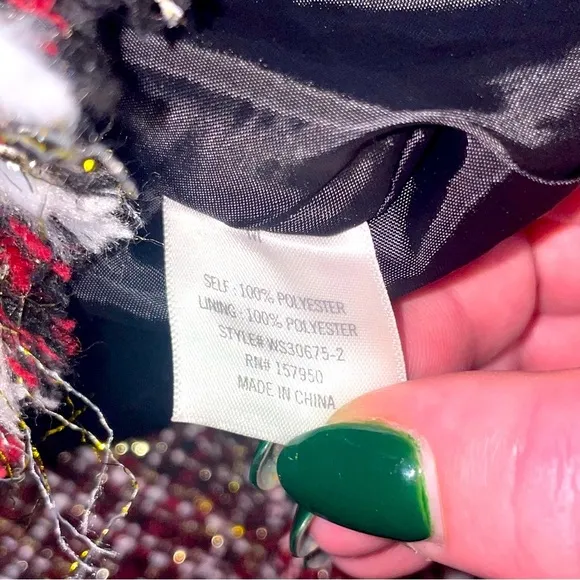 SELF : 100% POLYESTER
LINING : 100% POLYESTER
STYLE# WS30675-2
RN# 157950
MADE IN CHINA